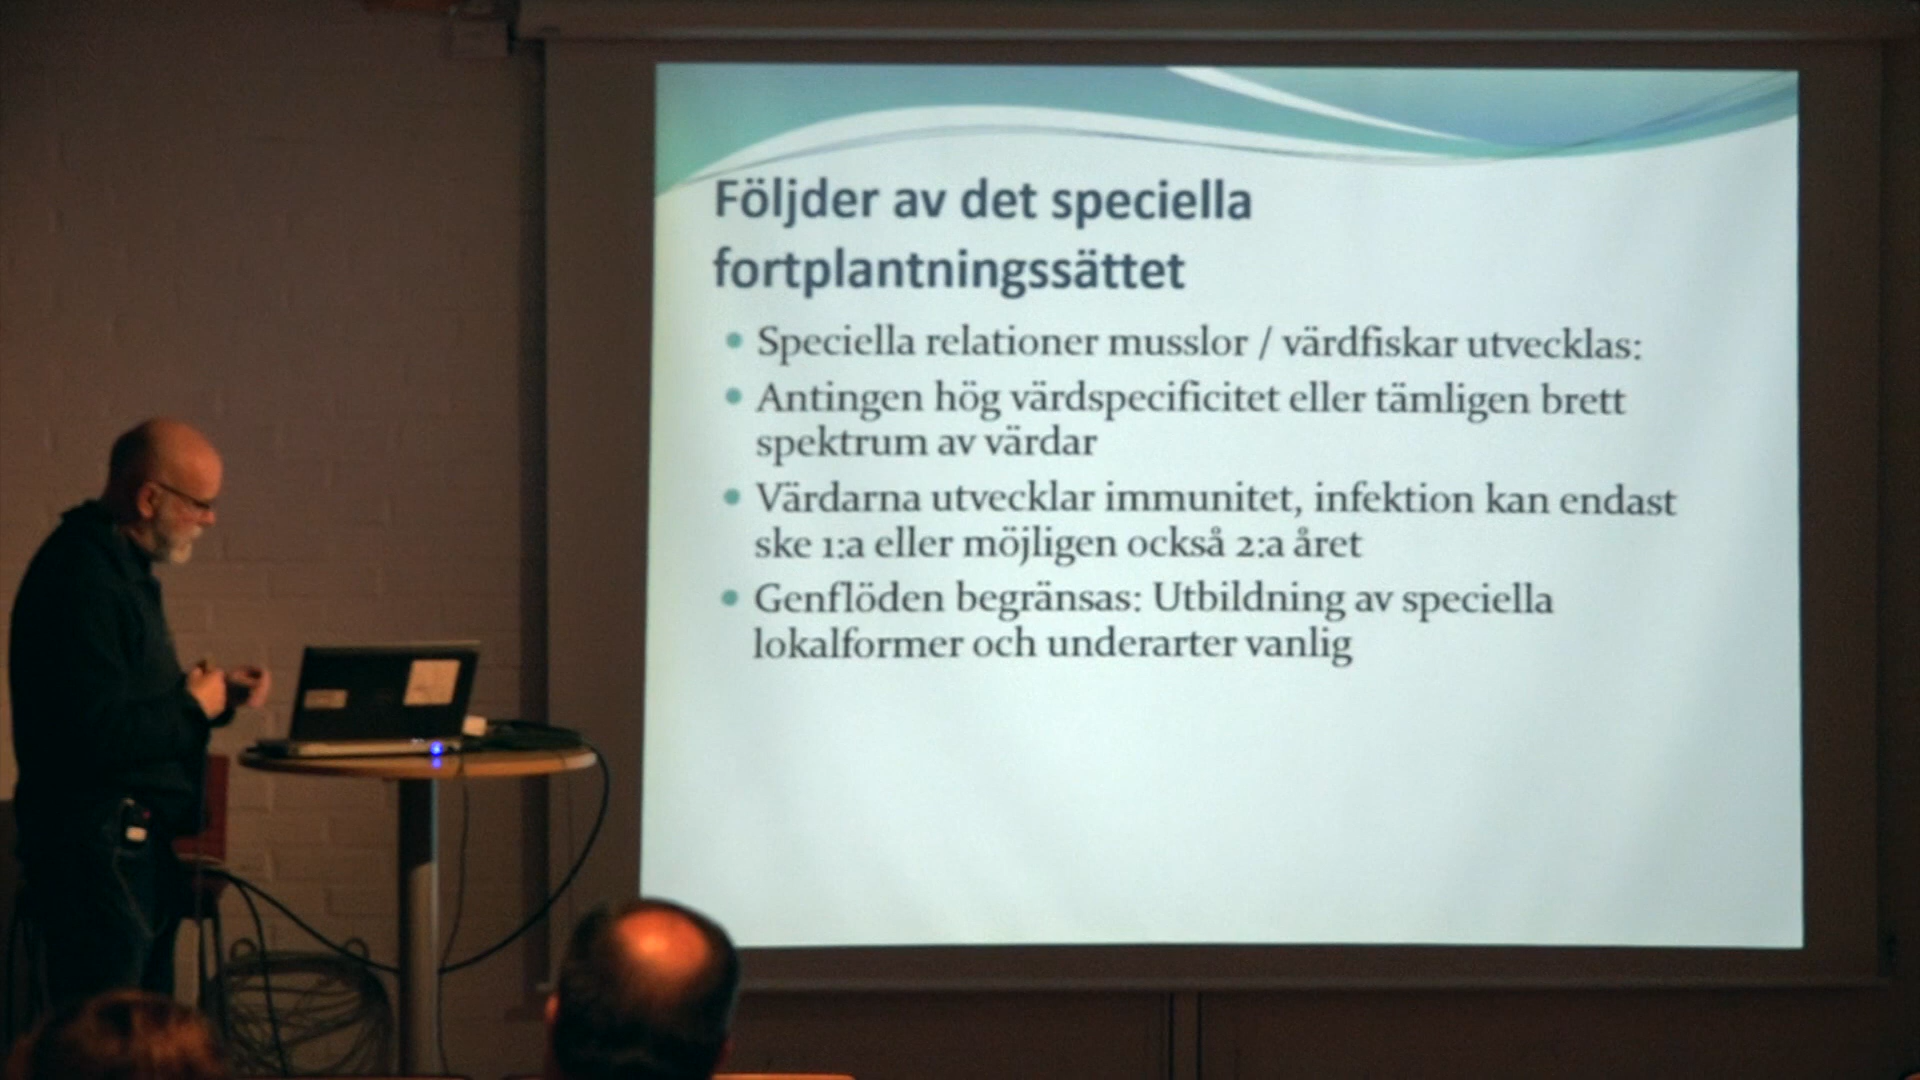 Följder av det speciella
fortplantningssättet
Speciella relationer musslor / värdfiskar utvecklas:
Antingen hög värdspecificitet eller tämligen brett
spektrum av värdar
Värdarna utvecklar immunitet, infektion kan endast
ske 1:a eller möjligen också 2:a året
Genflöden begränsas: Utbildning av speciella
lokalformer och underarter vanlig